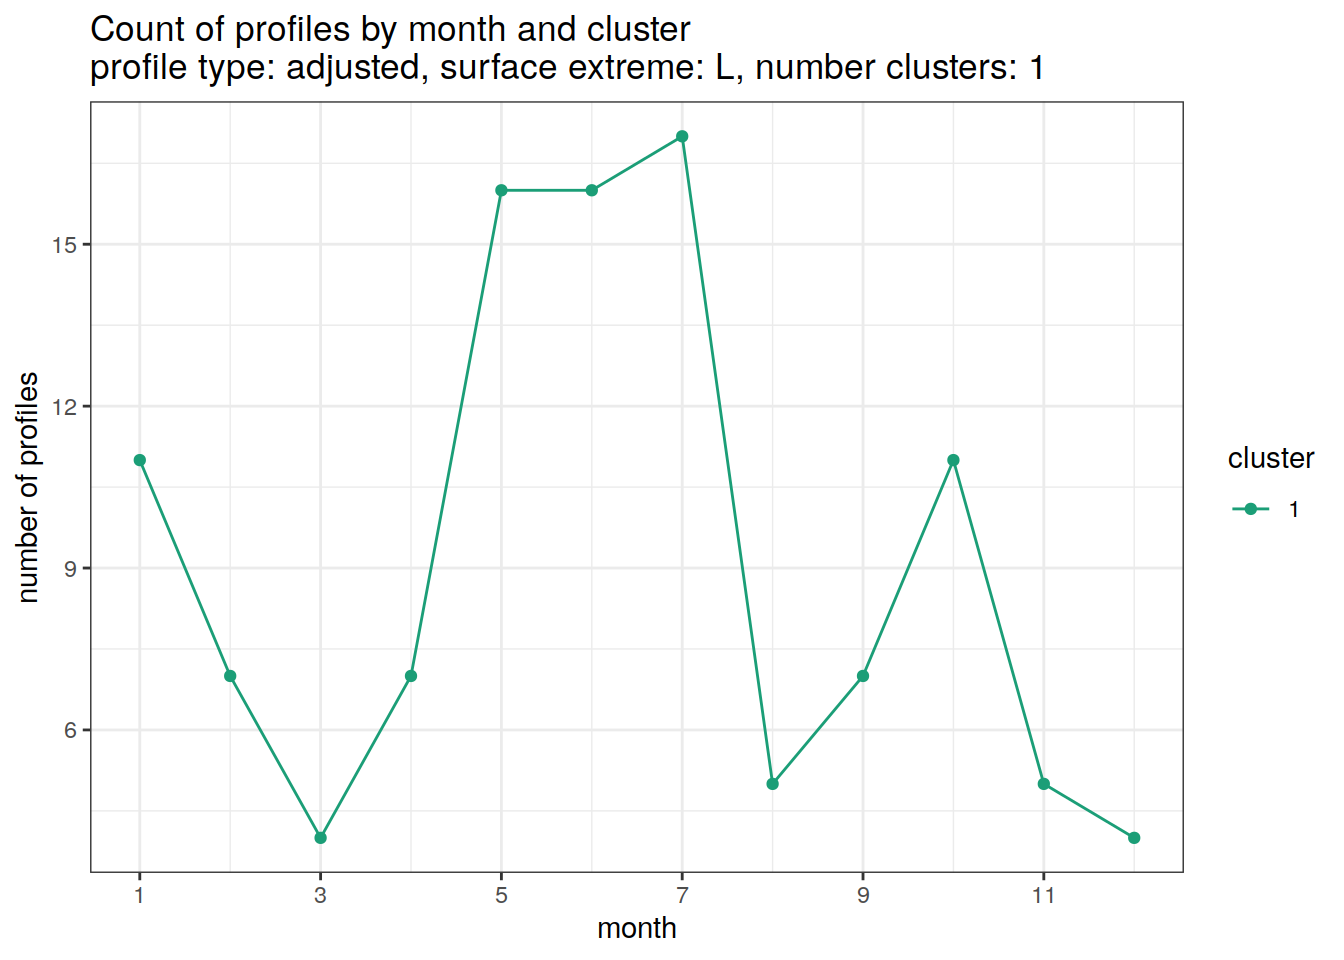 Count of profiles by month and cluster
profile type: adjusted, surface extreme: L, number clusters: 1
number of profiles
15
12
9
6
1
3
5
7
9
11
month
cluster
1